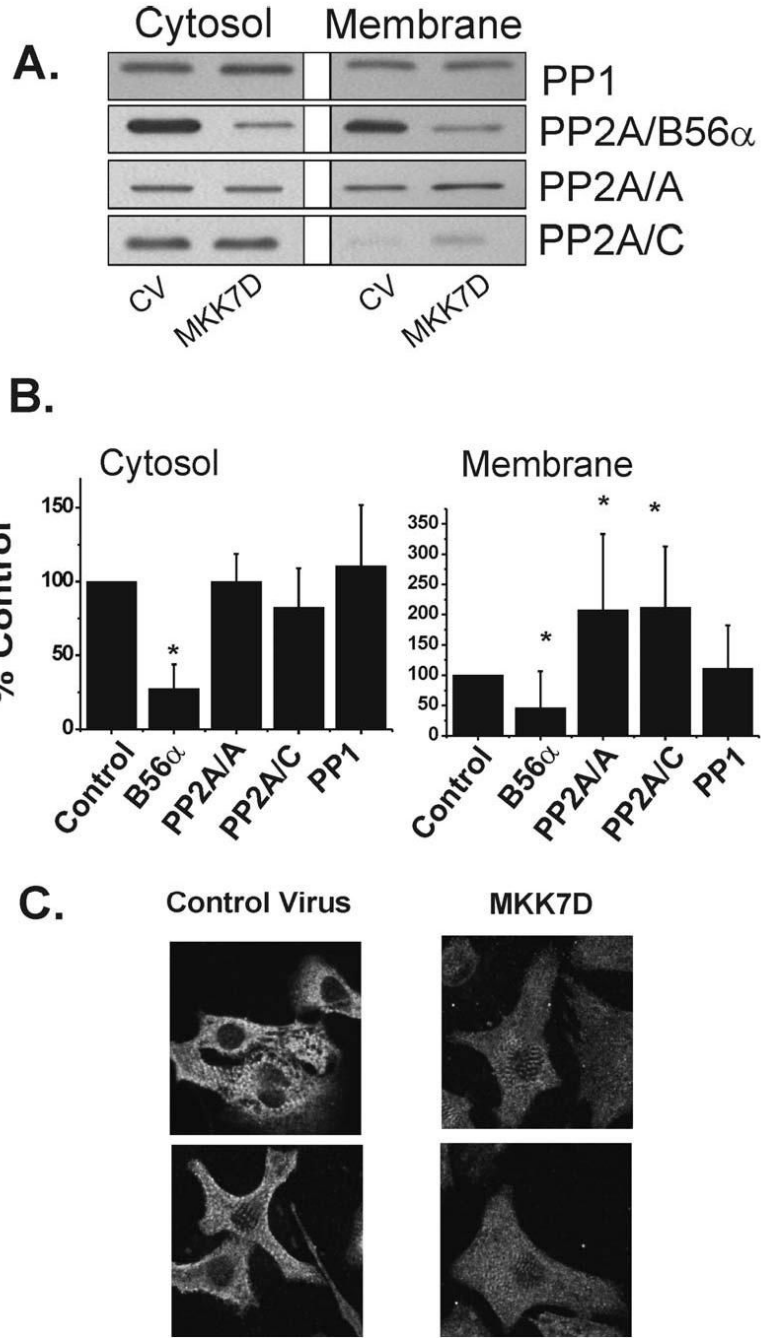 A.
Cytosol Membrane
PP1
PP2A/B56α
PP2A/A
PP2A/C
CV MKK7D CV MKK7D
B.
Cytosol
% Control
150
100
50
0
Control B56α PP2A/A PP2A/C PP1
*
Membrane
350
300
250
200
150
100
50
0
Control B56α PP2A/A PP2A/C PP1
* * *
C.
Control Virus MKK7D